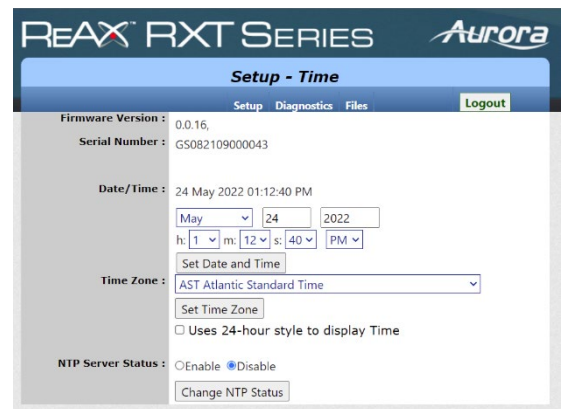 REAX™ RXT SERIES Aurora
Setup - Time
Setup Diagnostics Files Logout
Firmware Version : 0.0.16,
Serial Number : GS082109000043
Date/Time : 24 May 2022 01:12:40 PM
May 24 2022
h: 1 m: 12 s: 40 PM
Set Date and Time
Time Zone : AST Atlantic Standard Time
Set Time Zone
Uses 24-hour style to display Time
NTP Server Status : Enable Disable
Change NTP Status